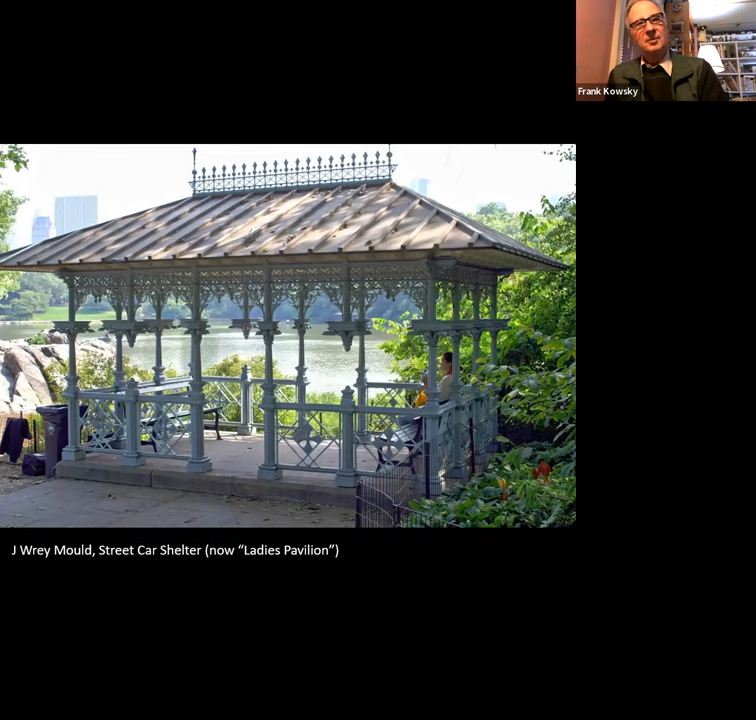 Frank Kowsky
J Wrey Mould, Street Car Shelter (now “Ladies Pavilion”)